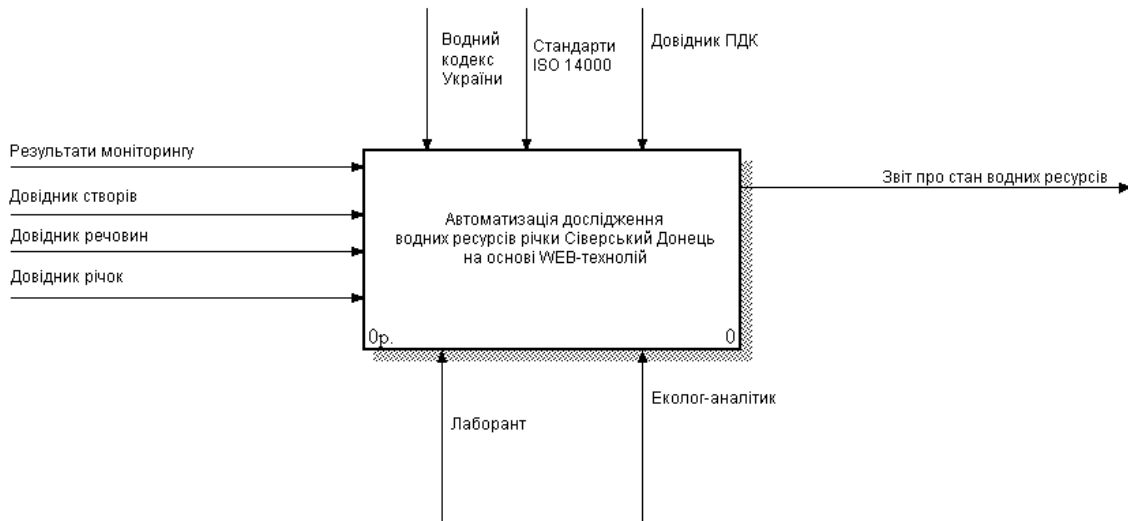 Водний
кодекс
України
Стандарти
ISO 14000
Довідник ПДК
Результати моніторингу
Довідник створів
Довідник речовин
Довідник річок
Автоматизація дослідження
водних ресурсів річки Сіверський Донець
на основі WEB-технолій
0р.
0
Звіт про стан водних ресурсів
Лаборант
Еколог-аналітик